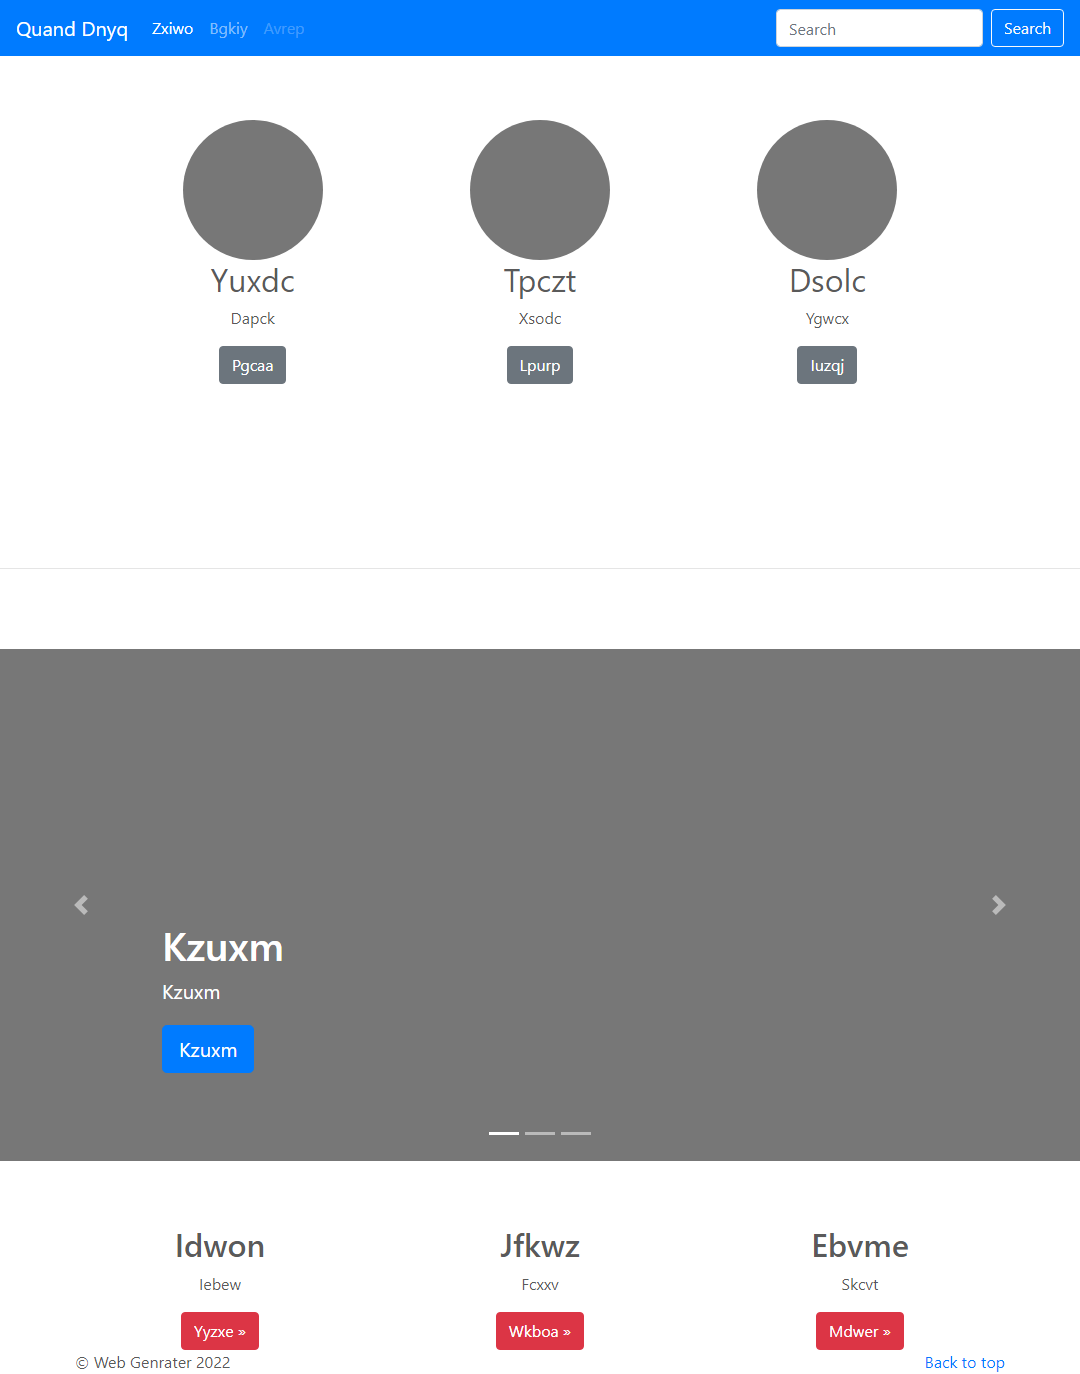 Quand Dnyq Zxiwo Bgkiy Avrep Search Search
Yuxdc Tpczt Dsolc
Dapck Xsodc Ygwcx
Pgcaa Lpurp Iuzqj
Kzuxm
Kzuxm
Kzuxm
Idwon Jfkwz Ebvme
Iebew Fcxxv Skcvt
Yyzxe » Wkboa » Mdwer »
© Web Genrater 2022 Back to top